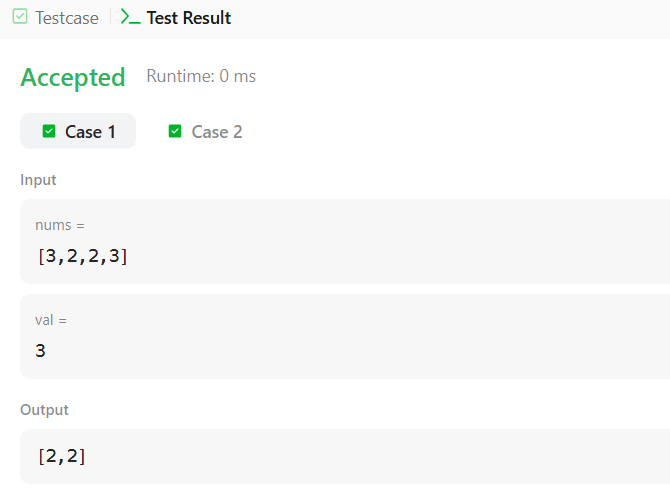 Testcase Test Result
Accepted Runtime: 0 ms
Case 1 Case 2
Input
nums =
[3,2,2,3]
val =
3
Output
[2,2]